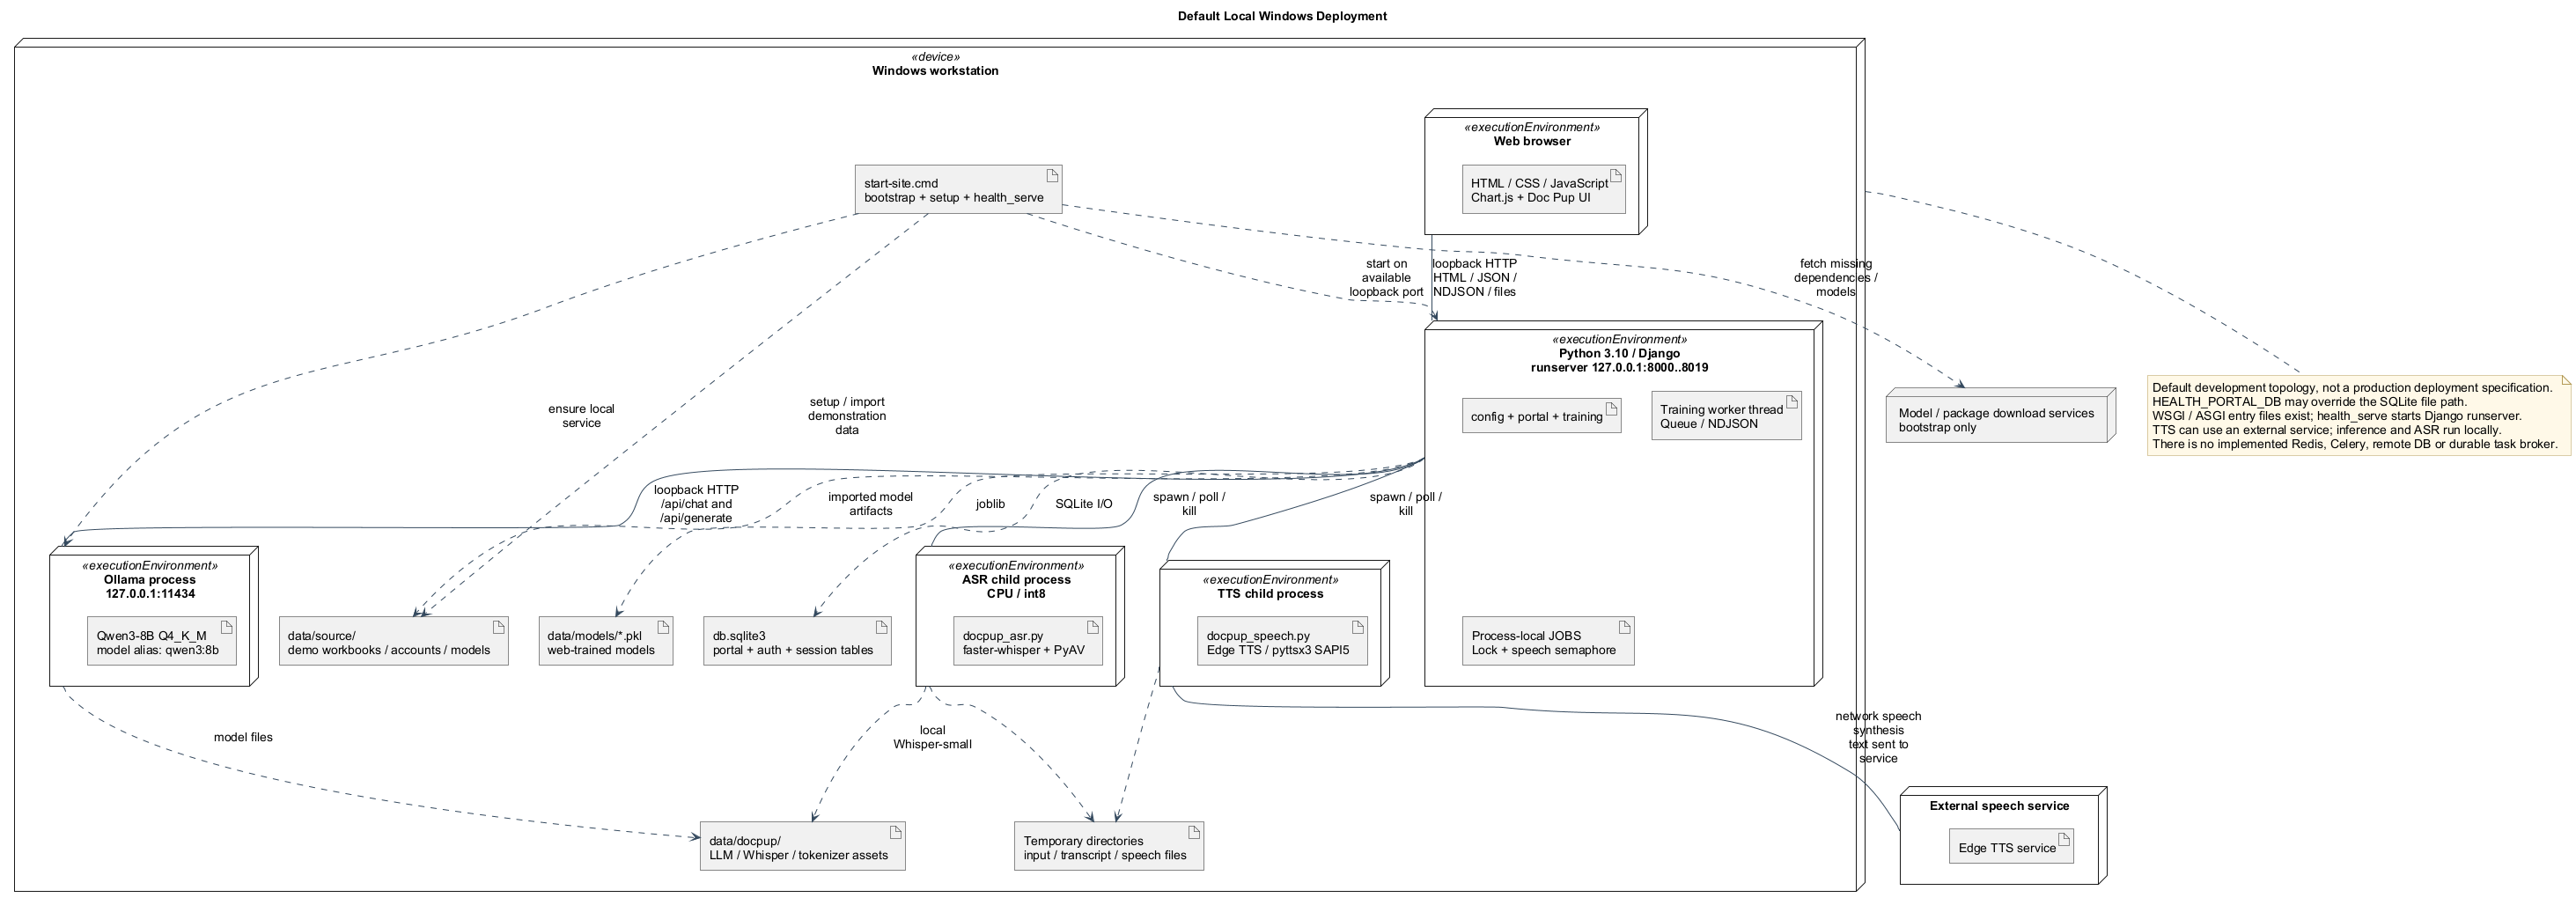 Default Local Windows Deployment
«device»
Windows workstation
«executionEnvironment»
Web browser
HTML / CSS / JavaScript
Chart.js + Doc Pup UI
start-site.cmd
bootstrap + setup + health_serve
start on
available
loopback port
loopback HTTP
HTML / JSON /
NDJSON / files
fetch missing
dependencies /
models
«executionEnvironment»
Python 3.10 / Django
runserver 127.0.0.1:8000..8019
config + portal + training
Training worker thread
Queue / NDJSON
Process-local JOBS
Lock + speech semaphore
Model / package download services
bootstrap only
Default development topology, not a production deployment specification.
HEALTH_PORTAL_DB may override the SQLite file path.
WSGI / ASGI entry files exist; health_serve starts Django runserver.
TTS can use an external service; inference and ASR run locally.
There is no implemented Redis, Celery, remote DB or durable task broker.
ensure local
service
setup / import
demonstration
data
loopback HTTP
/api/chat and
/api/generate
imported model
artifacts
joblib
SQLite I/O
spawn / poll /
kill
spawn / poll /
kill
«executionEnvironment»
Ollama process
127.0.0.1:11434
Qwen3-8B Q4_K_M
model alias: qwen3:8b
data/source/
demo workbooks / accounts / models
data/models/*.pkl
web-trained models
db.sqlite3
portal + auth + session tables
«executionEnvironment»
ASR child process
CPU / int8
docpup_asr.py
faster-whisper + PyAV
«executionEnvironment»
TTS child process
docpup_speech.py
Edge TTS / pyttsx3 SAPI5
model files
local
Whisper-small
network speech
synthesis
text sent to
service
data/docpup/
LLM / Whisper / tokenizer assets
Temporary directories
input / transcript / speech files
External speech service
Edge TTS service